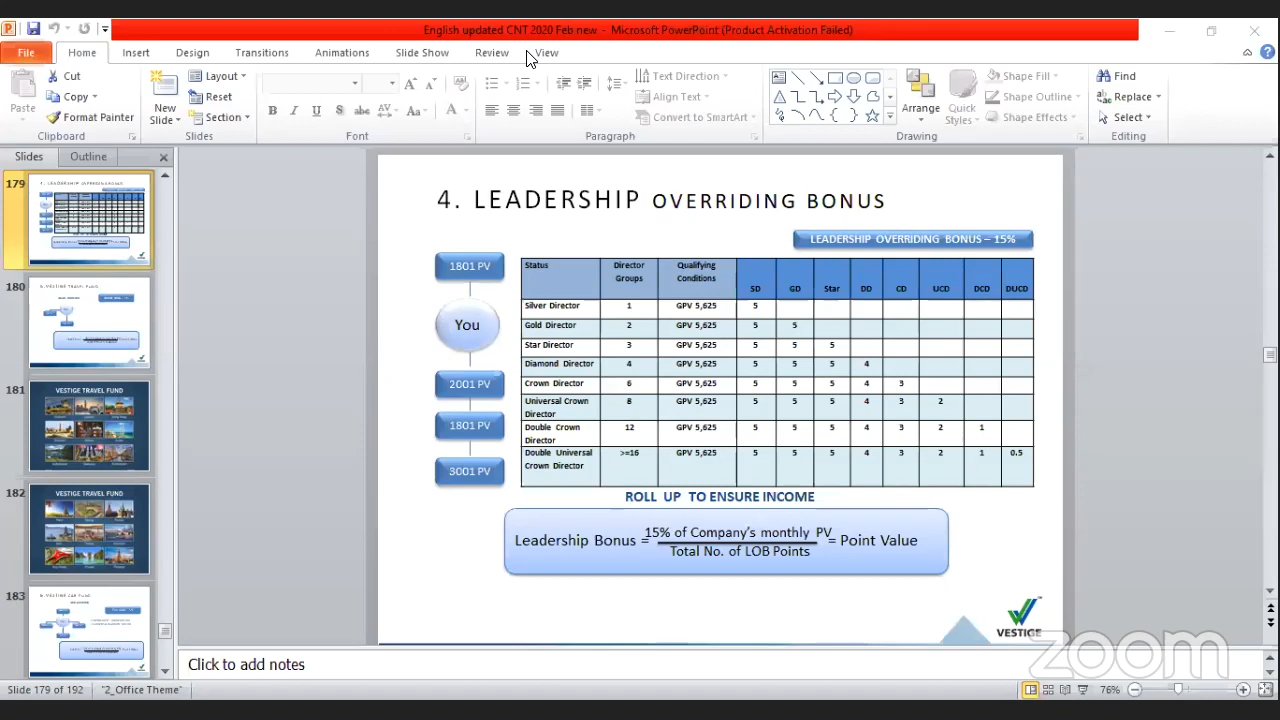 English updated CNT 2020 Feb new. - Microsoft PowerPoint (Product Activation Failed)
File Home Insert Design Transitions Animations Slide Show Review View
Paste
Cut
Copy
Format Painter
Clipboard
New Slide
Layout
Reset
Section
Slides
Font
Paragraph
Text Direction
Align Text
Convert to SmartArt
Arrange
Quick Styles
Shape Fill
Shape Outline
Shape Effects
Drawing
Find
Replace
Select
Editing
Slides Outline
179
180
181
VESTIGE TRAVEL FUND
182
VESTIGE TRAVEL FUND
183
4. LEADERSHIP OVERRIDING BONUS
LEADERSHIP OVERRIDING BONUS – 15%
1801 PV
You
2001 PV
1801 PV
3001 PV
Status Director Groups Qualifying Conditions SD GD Star DD CD UCD DCD DUCD
Silver Director 1 GPV 5,625 5
Gold Director 2 GPV 5,625 5 5
Star Director 3 GPV 5,625 5 5 5
Diamond Director 4 GPV 5,625 5 5 5 4
Crown Director 6 GPV 5,625 5 5 5 4 3
Universal Crown Director 8 GPV 5,625 5 5 5 4 3 2
Double Crown Director 12 GPV 5,625 5 5 5 4 3 2 1
Double Universal Crown Director >=16 GPV 5,625 5 5 5 4 3 2 1 0.5
ROLL UP TO ENSURE INCOME
15% of Company's monthly PV
Leadership Bonus = = Point Value
Total No. of LOB Points
VESTIGE
zoom
Click to add notes
Slide 179 of 192 "2_Office Theme" 76%